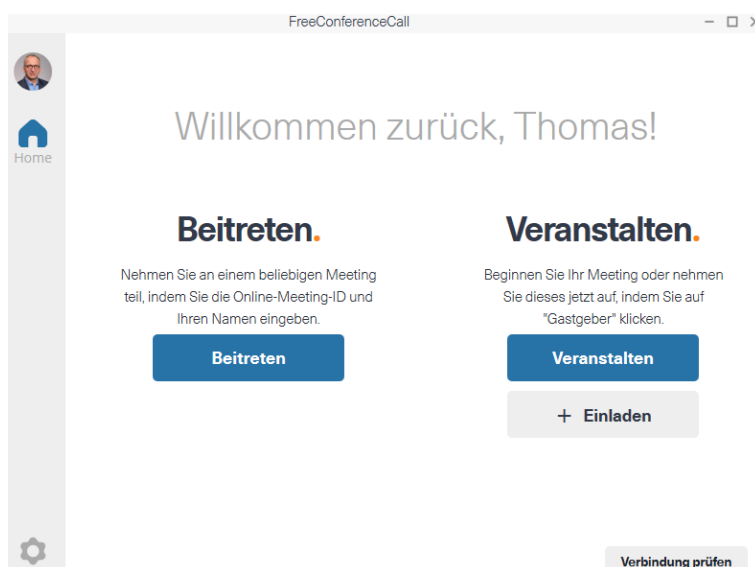 FreeConferenceCall
Home
Willkommen zurück, Thomas!
Beitreten.
Nehmen Sie an einem beliebigen Meeting
teil, indem Sie die Online-Meeting-ID und
Ihren Namen eingeben.
Beitreten
Veranstalten.
Beginnen Sie Ihr Meeting oder nehmen
Sie dieses jetzt auf, indem Sie auf
"Gastgeber" klicken.
Veranstalten
+ Einladen
Verbindung prüfen